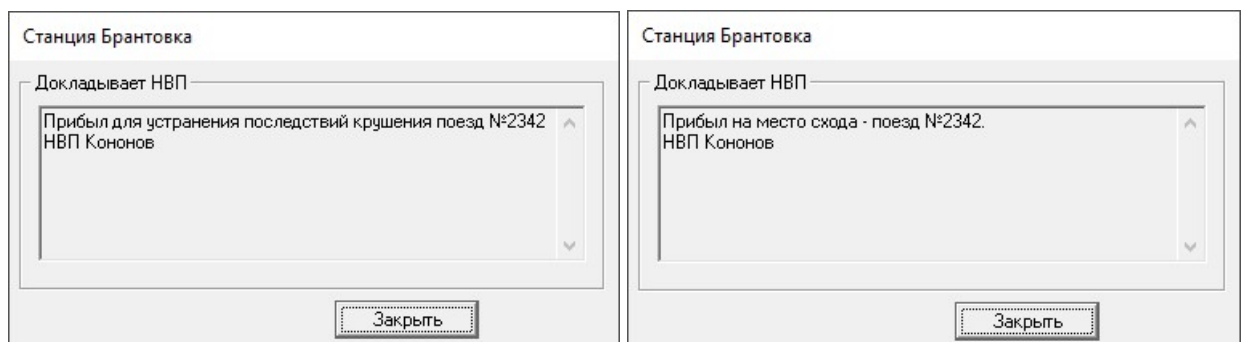 Станция Брантовка
Докладывает НВП
Прибыл для устранения последствий крушения поезд №2342
НВП Кононов
Закрыть
Станция Брантовка
Докладывает НВП
Прибыл на место схода - поезд №2342.
НВП Кононов
Закрыть